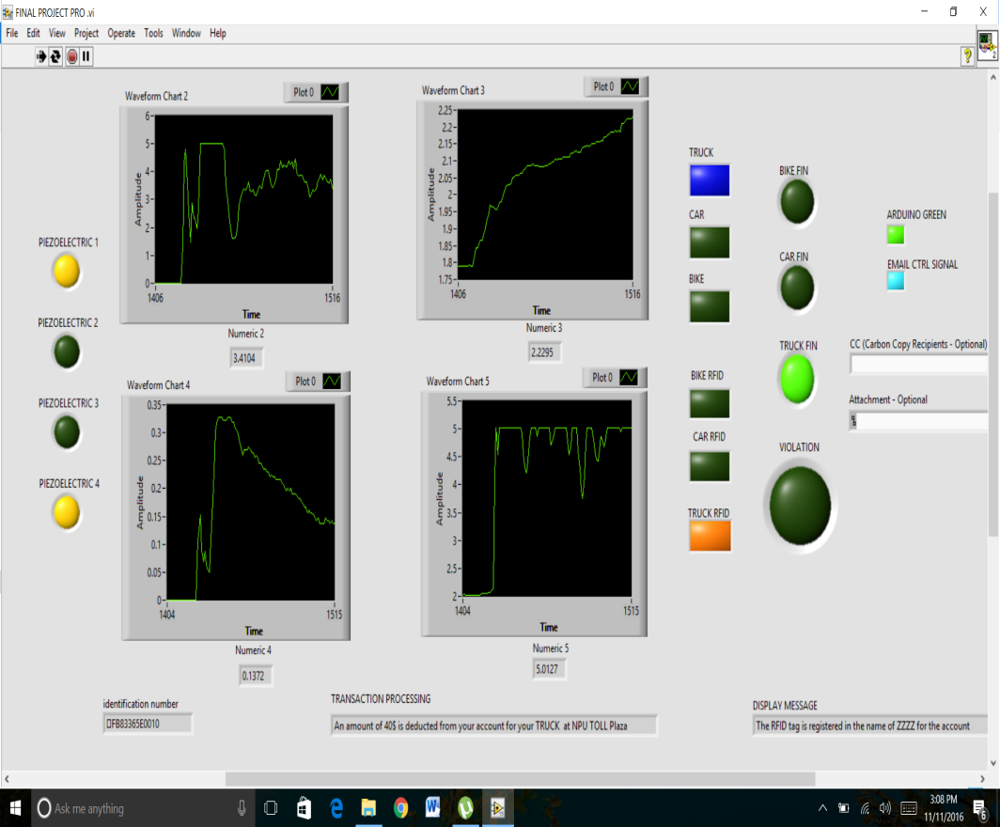 FINAL PROJECT PRO .vi
File Edit View Project Operate Tools Window Help
2
Waveform Chart 2
Plot 0
6
5
4
3
2
1
0
Amplitude
1406
1516
Time
Numeric 2
3.4104
Waveform Chart 3
Plot 0
2.25
2.2
2.15
2.1
2.05
2
1.95
1.9
1.85
1.8
1.75
Amplitude
1406
1516
Time
Numeric 3
2.2295
PIEZOELECTRIC 1
PIEZOELECTRIC 2
PIEZOELECTRIC 3
PIEZOELECTRIC 4
Waveform Chart 4
Plot 0
0.35
0.3
0.25
0.2
0.15
0.1
0.05
0
Amplitude
1404
1515
Time
Numeric 4
0.1372
Waveform Chart 5
Plot 0
5.5
5
4.5
4
3.5
3
2.5
2
Amplitude
1404
1515
Time
Numeric 5
5.0127
TRUCK
CAR
BIKE
BIKE RFID
CAR RFID
TRUCK RFID
BIKE FIN
CAR FIN
TRUCK FIN
VIOLATION
ARDUINO GREEN
EMAIL CTRL SIGNAL
CC (Carbon Copy Recipients - Optional)
Attachment - Optional
identification number
▯FB83365E0010
TRANSACTION PROCESSING
An amount of 40$ is deducted from your account for your TRUCK at NPU TOLL Plaza
DISPLAY MESSAGE
The RFID tag is registered in the name of ZZZZ for the account
Ask me anything
3:08 PM
11/11/2016
6